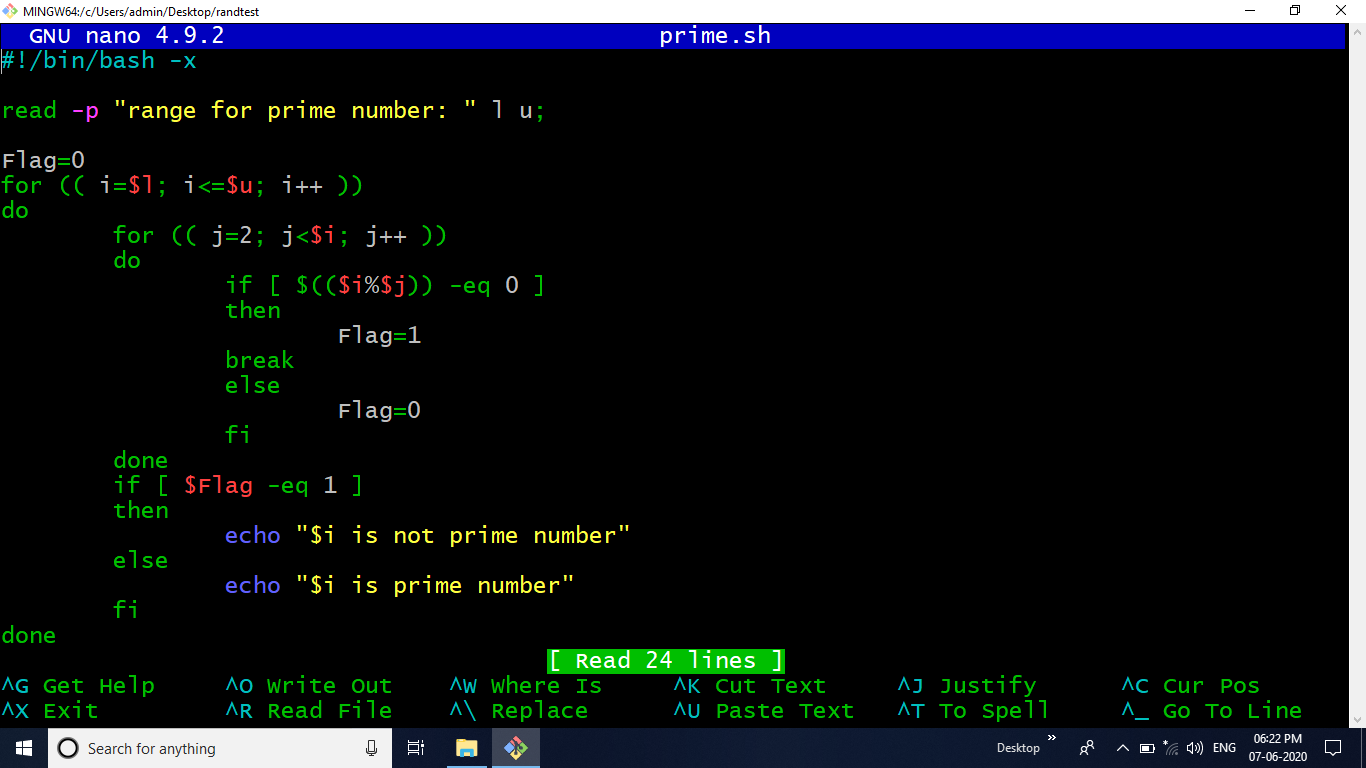 MINGW64:/c/Users/admin/Desktop/randtest
GNU nano 4.9.2 prime.sh
#!/bin/bash -x
read -p "range for prime number: " l u;
Flag=0
for (( i=$l; i<=$u; i++ ))
do
for (( j=2; j<$i; j++ ))
do
if [ $(($i%$j)) -eq 0 ]
then
Flag=1
break
else
Flag=0
fi
done
if [ $Flag -eq 1 ]
then
echo "$i is not prime number"
else
echo "$i is prime number"
fi
done
[ Read 24 lines ]
^G Get Help ^O Write Out ^W Where Is ^K Cut Text ^J Justify ^C Cur Pos
^X Exit ^R Read File ^\ Replace ^U Paste Text ^T To Spell ^_ Go To Line
Search for anything Desktop » ENG 06:22 PM
07-06-2020